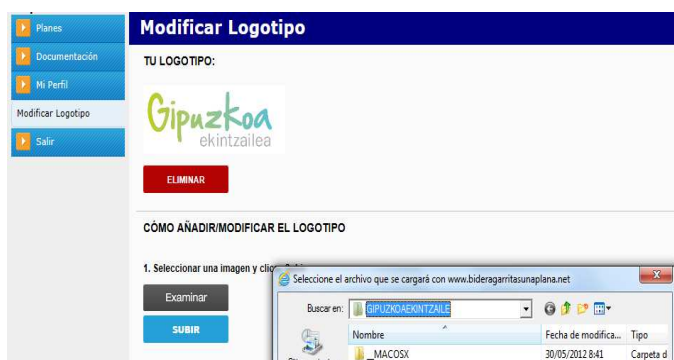 Planes
Documentación
Mi Perfil
Modificar Logotipo
Salir
Modificar Logotipo
TU LOGOTIPO:
Gipuzkoa
ekintzailea
ELIMINAR
CÓMO AÑADIR/MODIFICAR EL LOGOTIPO
1. Seleccionar una imagen y
Examinar
SUBIR
Seleccione el archivo que se cargará con www.bideragarritasunaplana.net
Buscar en: GIPUZKOAEKINTZAILE
Nombre Fecha de modifica... Tipo
__MACOSX 30/05/2012 8:41 Carpeta d